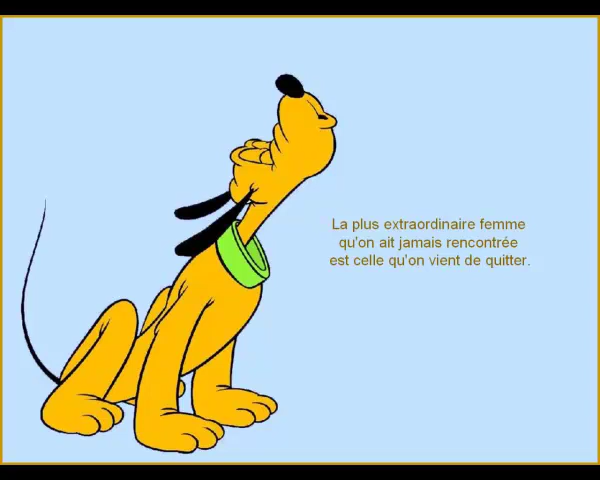 La plus extraordinaire femme
qu'on ait jamais rencontrée
est celle qu'on vient de quitter.